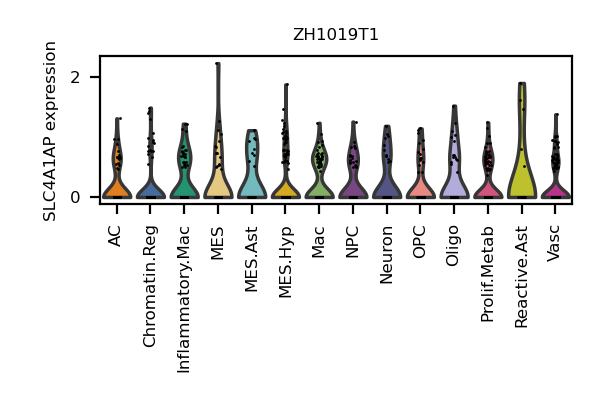 ZH1019T1
SLC4A1AP expression
2
0
AC
Chromatin.Reg
Inflammatory.Mac
MES
MES.Ast
MES.Hyp
Mac
NPC
Neuron
OPC
Oligo
Prolif.Metab
Reactive.Ast
Vasc